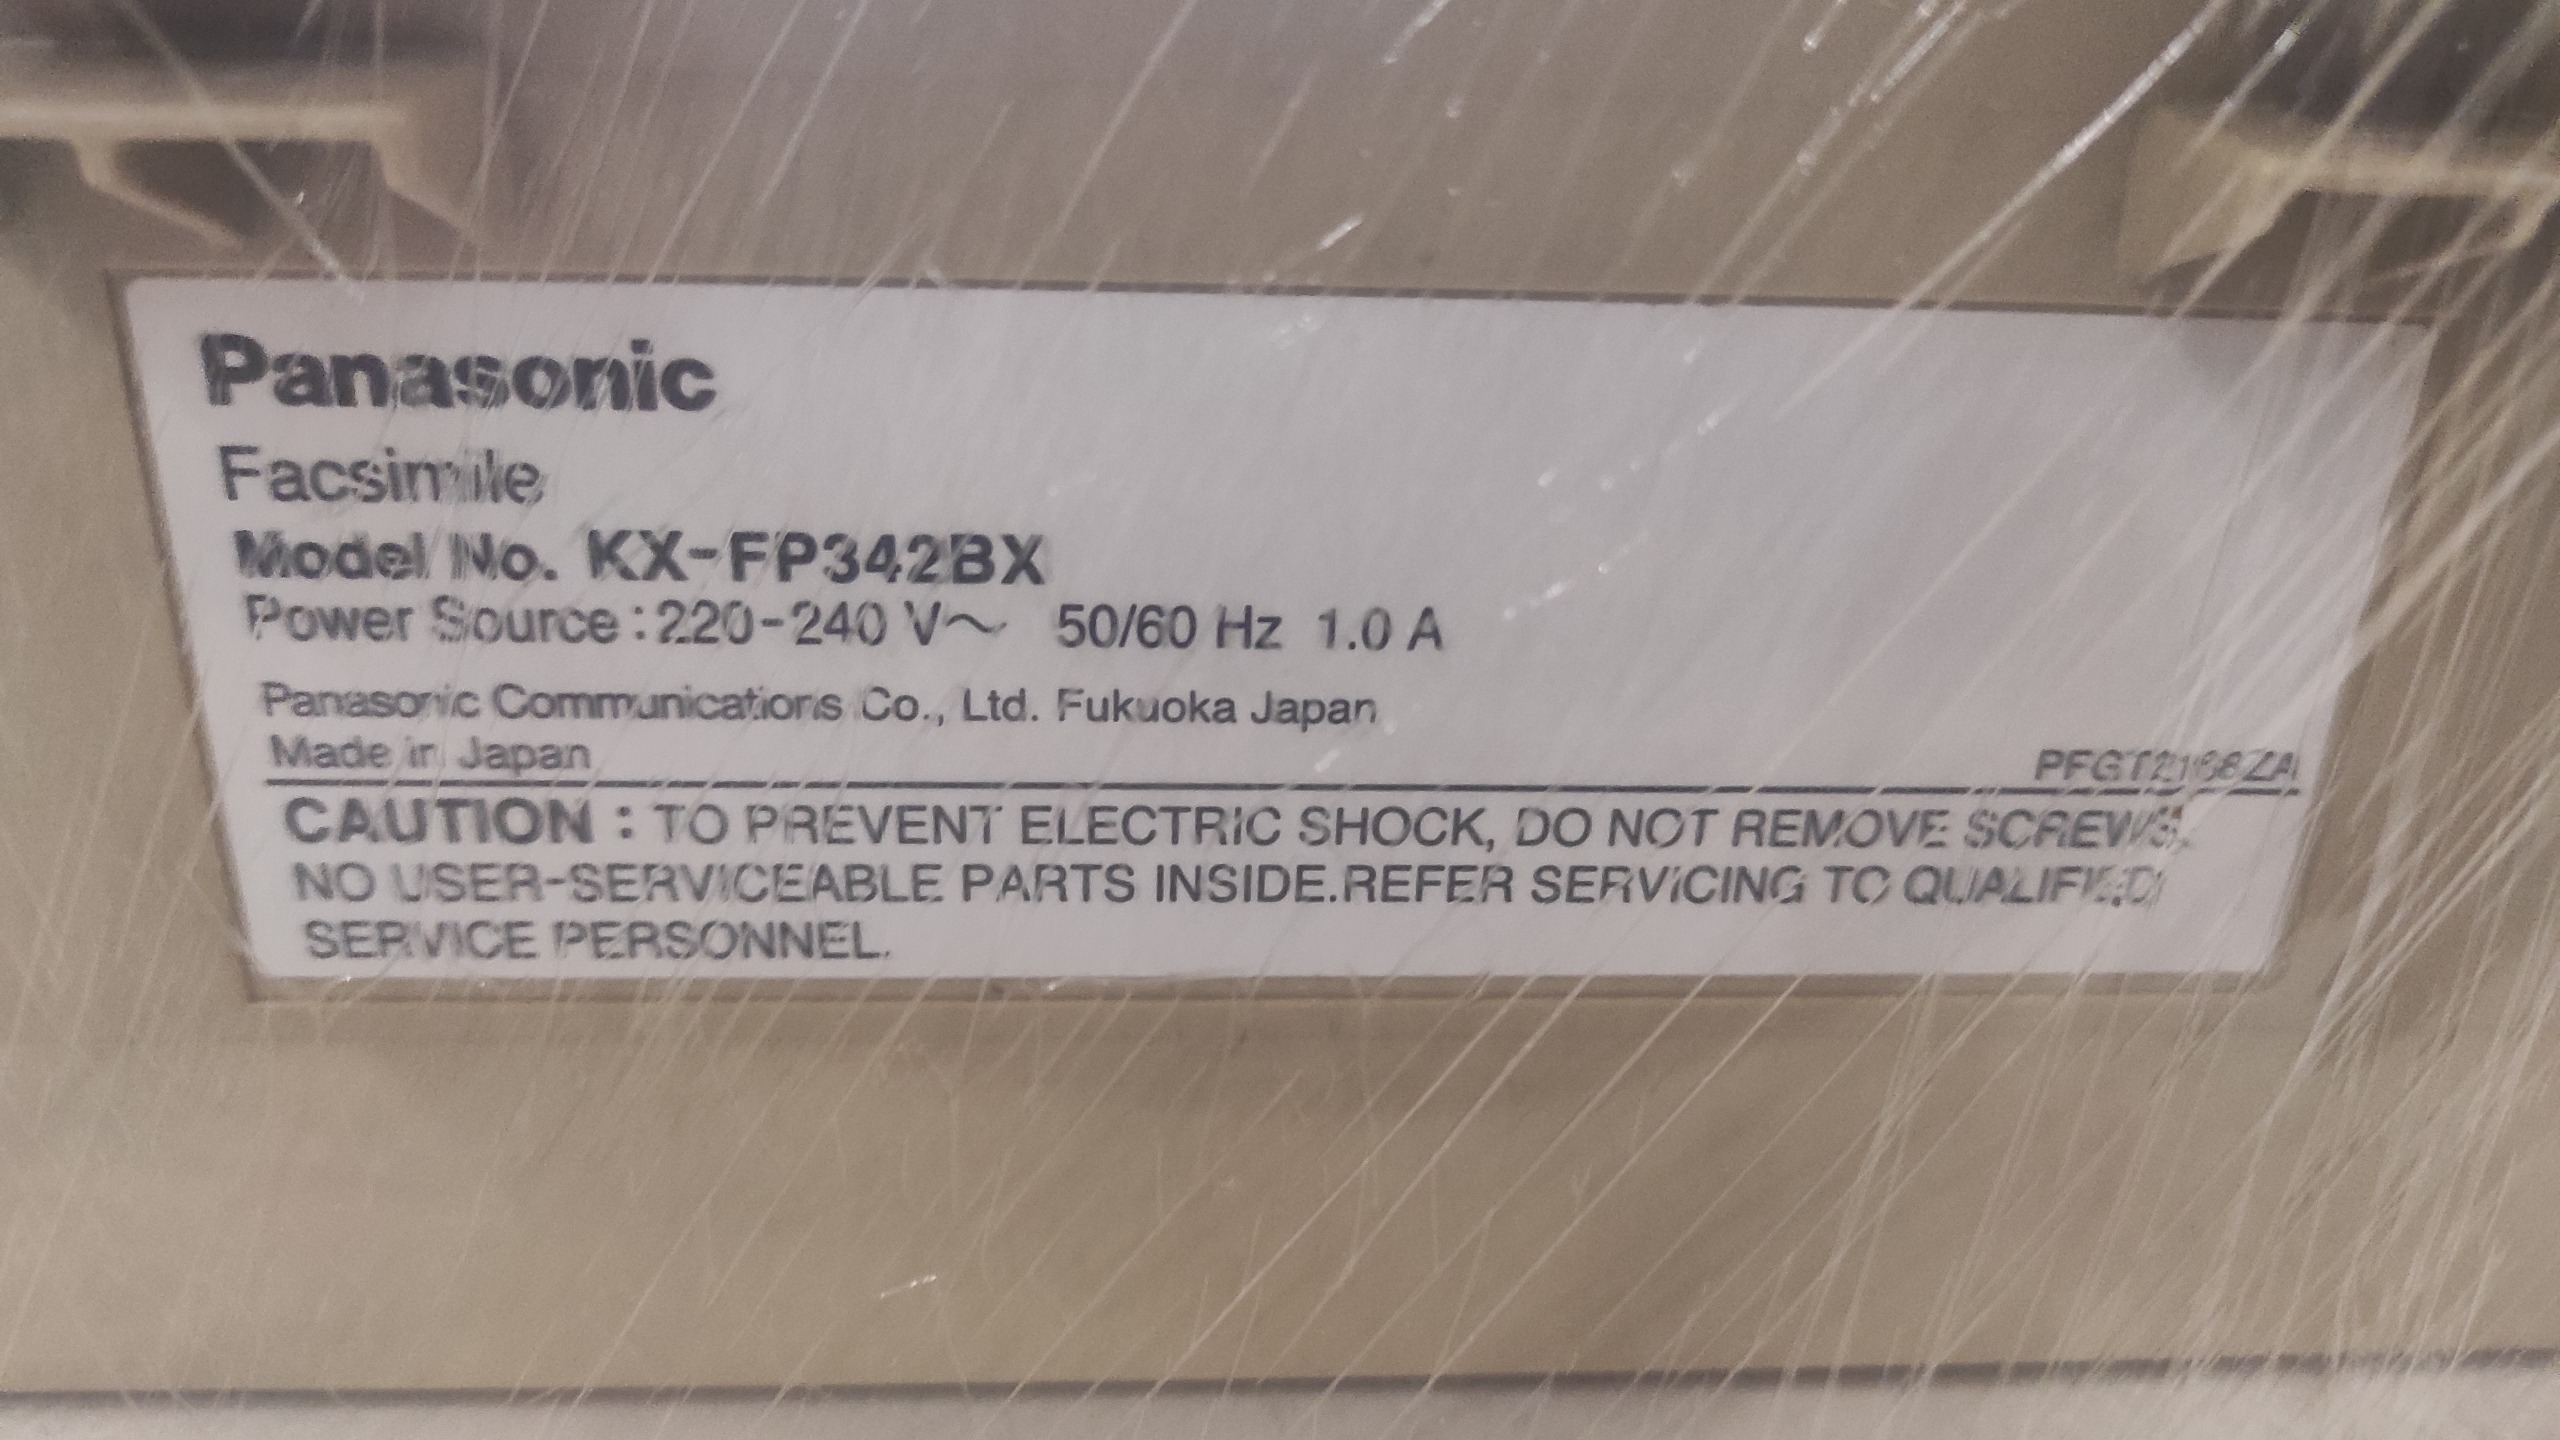 Panasonic
Facsimile
Model No. KX-FP342BX
Power Source : 220-240 V~ 50/60 Hz 1.0 A
Panasonic Communications Co., Ltd. Fukuoka Japan
Made in Japan
CAUTION : TO PREVENT ELECTRIC SHOCK, DO NOT REMOVE SCREWS.
NO USER-SERVICEABLE PARTS INSIDE.REFER SERVICING TO QUALIFIED
SERVICE PERSONNEL.